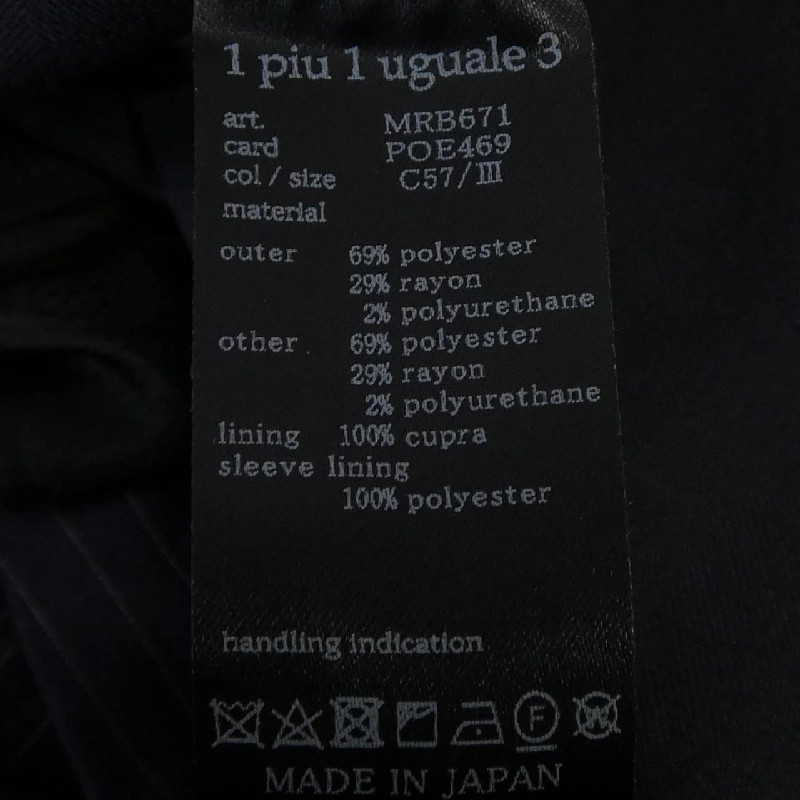 1 piu 1 uguale 3
art. MRB671
card POE469
col / size C57/Ⅲ
material
outer 69% polyester
29% rayon
2% polyurethane
other 69% polyester
29% rayon
2% polyurethane
lining 100% cupra
sleeve lining
100% polyester
handling indication
F W
MADE IN JAPAN